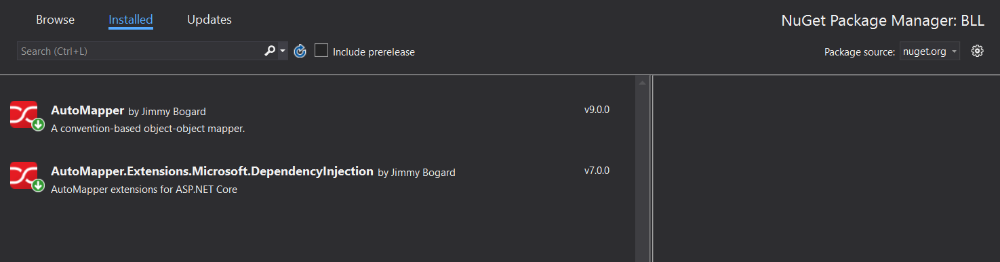 Browse Installed Updates NuGet Package Manager: BLL
Search (Ctrl+L) Include prerelease Package source: nuget.org
AutoMapper by Jimmy Bogard v9.0.0
A convention-based object-object mapper.
AutoMapper.Extensions.Microsoft.DependencyInjection by Jimmy Bogard v7.0.0
AutoMapper extensions for ASP.NET Core